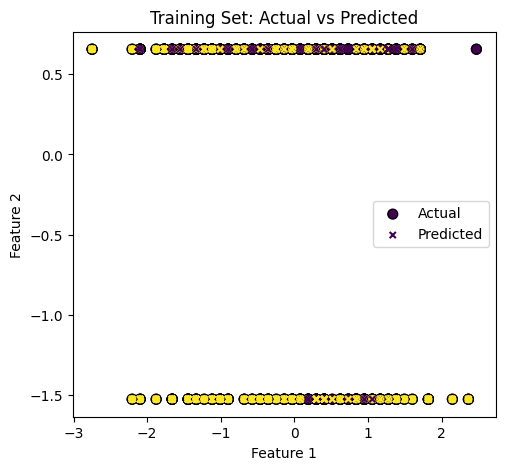 Training Set: Actual vs Predicted
0.5
0.0
−0.5
−1.0
−1.5
Feature 2
Actual
Predicted
−3
−2
−1
0
1
2
Feature 1